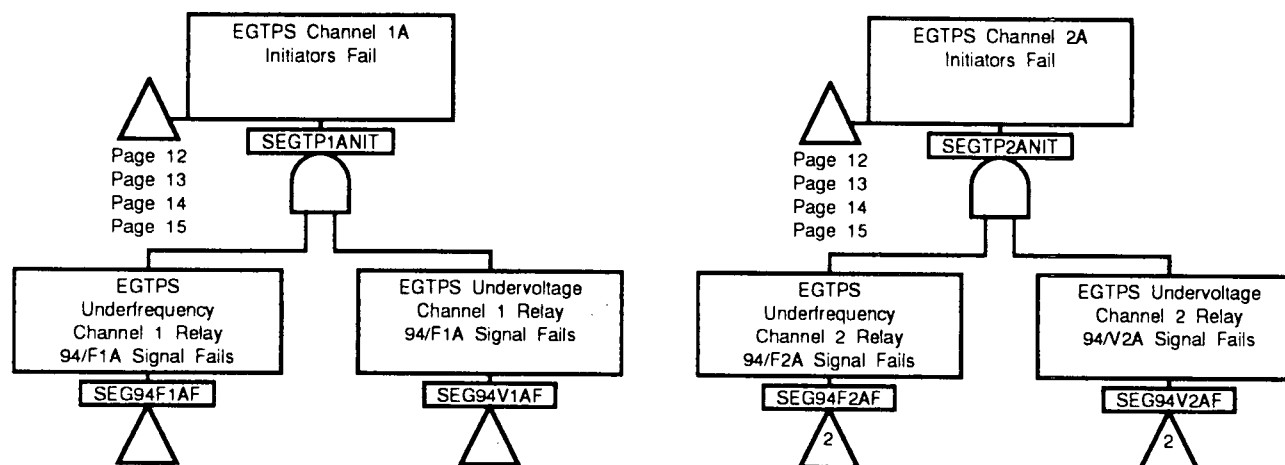 EGTPS Channel 1A
Initiators Fail
SEGTP1ANIT
Page 12
Page 13
Page 14
Page 15
EGTPS
Underfrequency
Channel 1 Relay
94/F1A Signal Fails
SEG94F1AF
EGTPS Undervoltage
Channel 1 Relay
94/F1A Signal Fails
SEG94V1AF
EGTPS Channel 2A
Initiators Fail
SEGTP2ANIT
Page 12
Page 13
Page 14
Page 15
EGTPS
Underfrequency
Channel 2 Relay
94/F2A Signal Fails
SEG94F2AF
2
EGTPS Undervoltage
Channel 2 Relay
94/V2A Signal Fails
SEG94V2AF
2